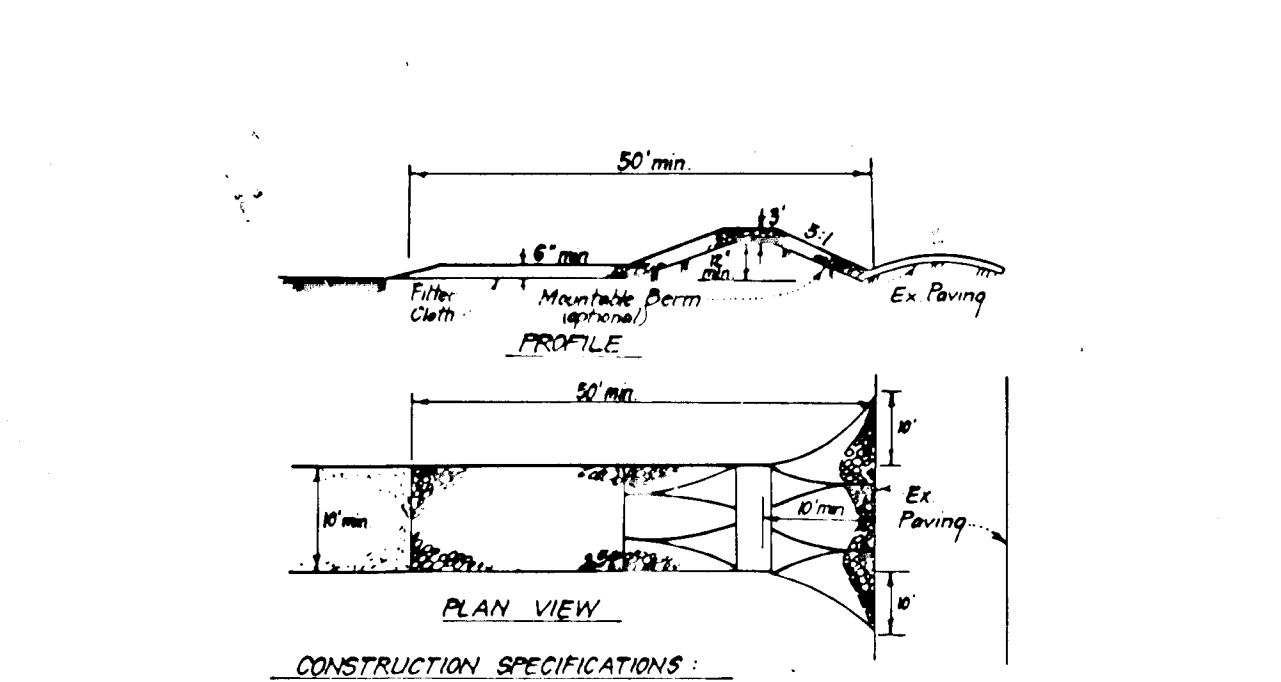 50' min.
3'
5:1
6" min
12"
min
Filter
Cloth
Mountable Berm
(optional)
Ex. Paving
PROFILE
50' min.
10'
10' min
10' min
Ex.
Paving
10'
PLAN VIEW
CONSTRUCTION SPECIFICATIONS :